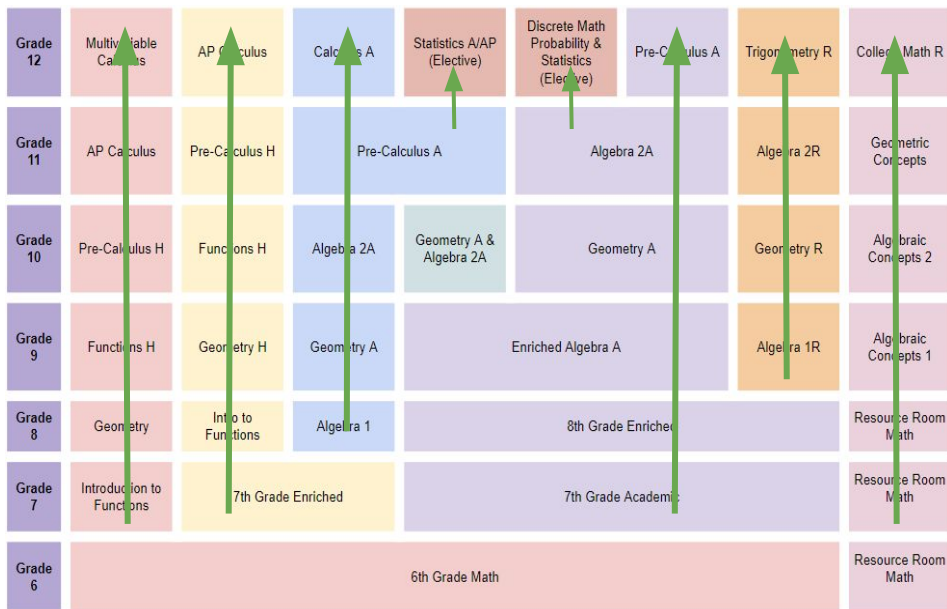 Grade
12
Multivariable
Calculus
AP Calculus
Calculus A
Statistics A/AP
(Elective)
Discrete Math
Probability &
Statistics
(Elective)
Pre-Calculus A
Trigonometry R
College Math R
Grade
11
AP Calculus
Pre-Calculus H
Pre-Calculus A
Algebra 2A
Algebra 2R
Geometric
Concepts
Grade
10
Pre-Calculus H
Functions H
Algebra 2A
Geometry A &
Algebra 2A
Geometry A
Geometry R
Algebraic
Concepts 2
Grade
9
Functions H
Geometry H
Geometry A
Enriched Algebra A
Algebra 1R
Algebraic
Concepts 1
Grade
8
Geometry
Intro to
Functions
Algebra 1
8th Grade Enriched
Resource Room
Math
Grade
7
Introduction to
Functions
7th Grade Enriched
7th Grade Academic
Resource Room
Math
Grade
6
6th Grade Math
Resource Room
Math